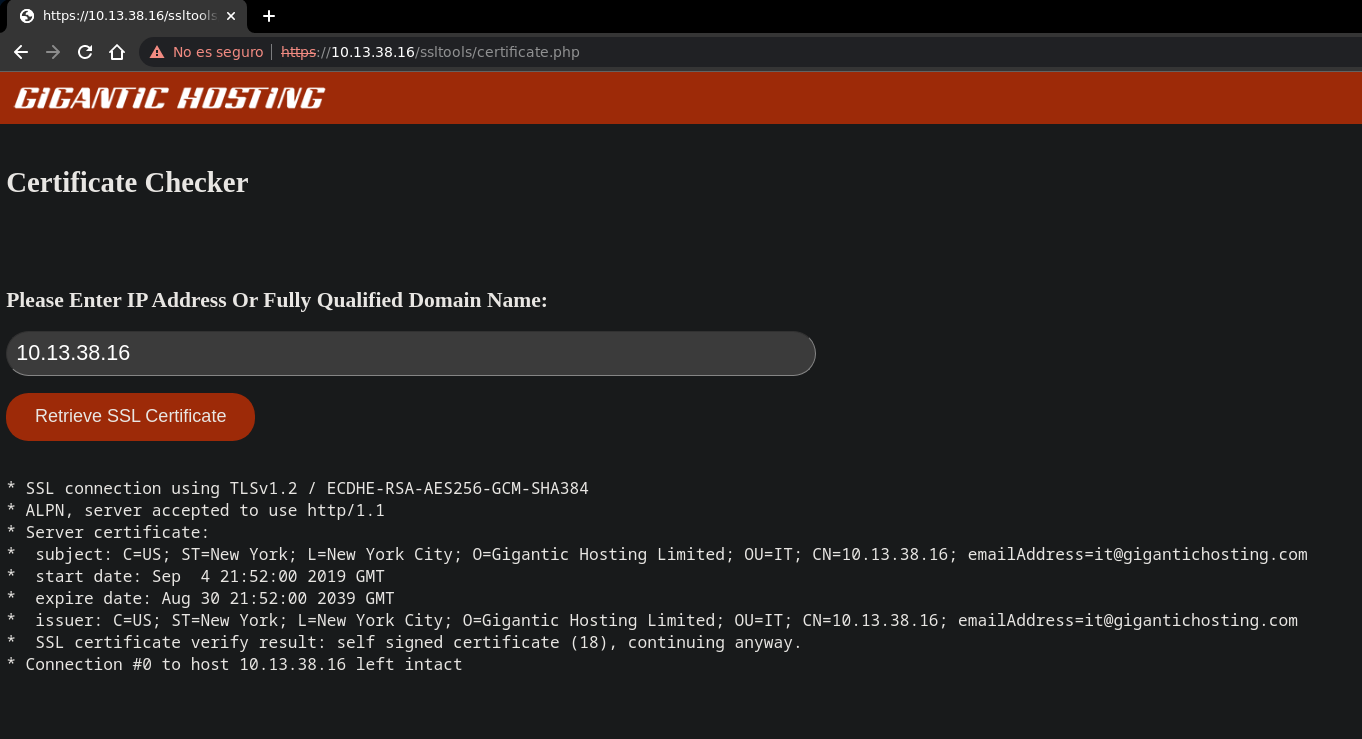 https://10.13.38.16/ssltools
No es seguro
https://10.13.38.16/ssltools/certificate.php
GIGANTIC HOSTING
Certificate Checker
Please Enter IP Address Or Fully Qualified Domain Name:
10.13.38.16
Retrieve SSL Certificate
* SSL connection using TLSv1.2 / ECDHE-RSA-AES256-GCM-SHA384
* ALPN, server accepted to use http/1.1
* Server certificate:
*  subject: C=US; ST=New York; L=New York City; O=Gigantic Hosting Limited; OU=IT; CN=10.13.38.16; emailAddress=it@gigantichosting.com
*  start date: Sep  4 21:52:00 2019 GMT
*  expire date: Aug 30 21:52:00 2039 GMT
*  issuer: C=US; ST=New York; L=New York City; O=Gigantic Hosting Limited; OU=IT; CN=10.13.38.16; emailAddress=it@gigantichosting.com
*  SSL certificate verify result: self signed certificate (18), continuing anyway.
* Connection #0 to host 10.13.38.16 left intact